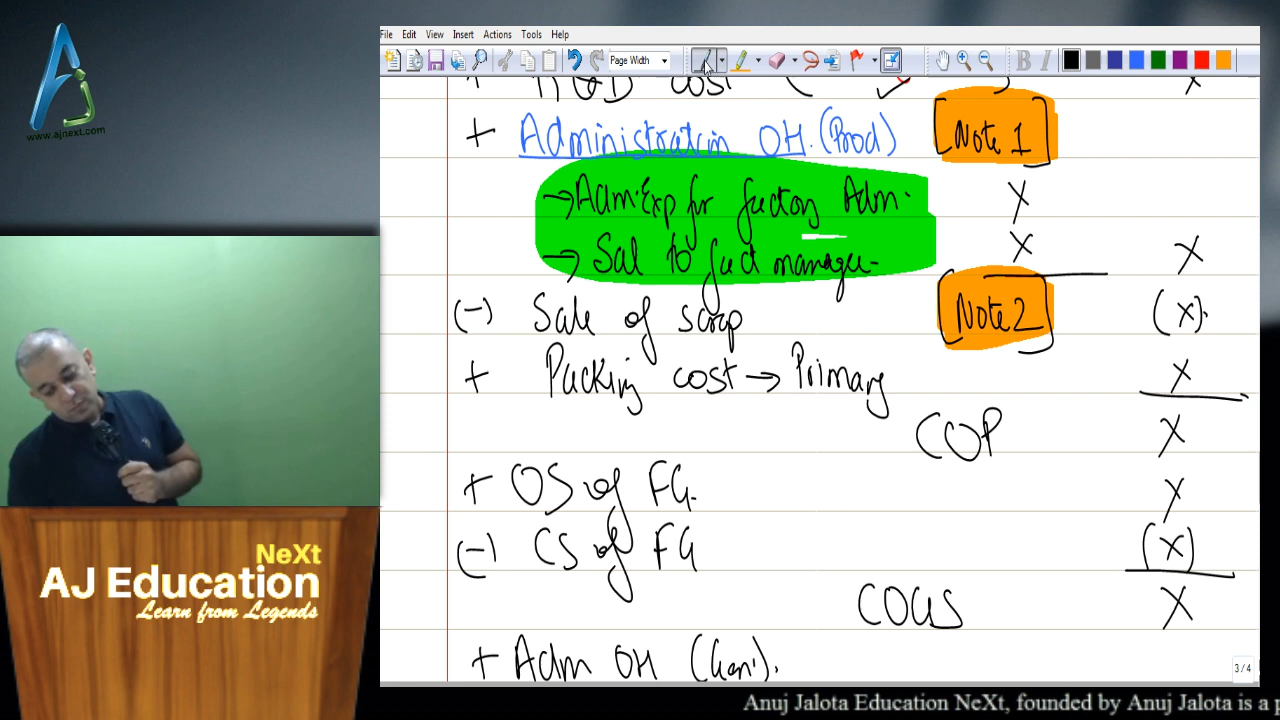 File Edit View Insert Actions Tools Help
Page Width
B I
www.ajnext.com
+ R&D cost ( ✓ ) X
+ Administration OH. (Prod) [Note 1]
→ Adm. Exp for factory Adm. X
→ Sal to fact manager X X
(-) Sale of scrap [Note 2] (X).
+ Packing cost → Primary X
COP X
+ OS of FG. X
(-) CS of FG (X)
COGS X
+ Adm OH (Gen).
3/4
NeXt
AJ Education
Learn from Legends
Anuj Jalota Education NeXt, founded by Anuj Jalota is a p